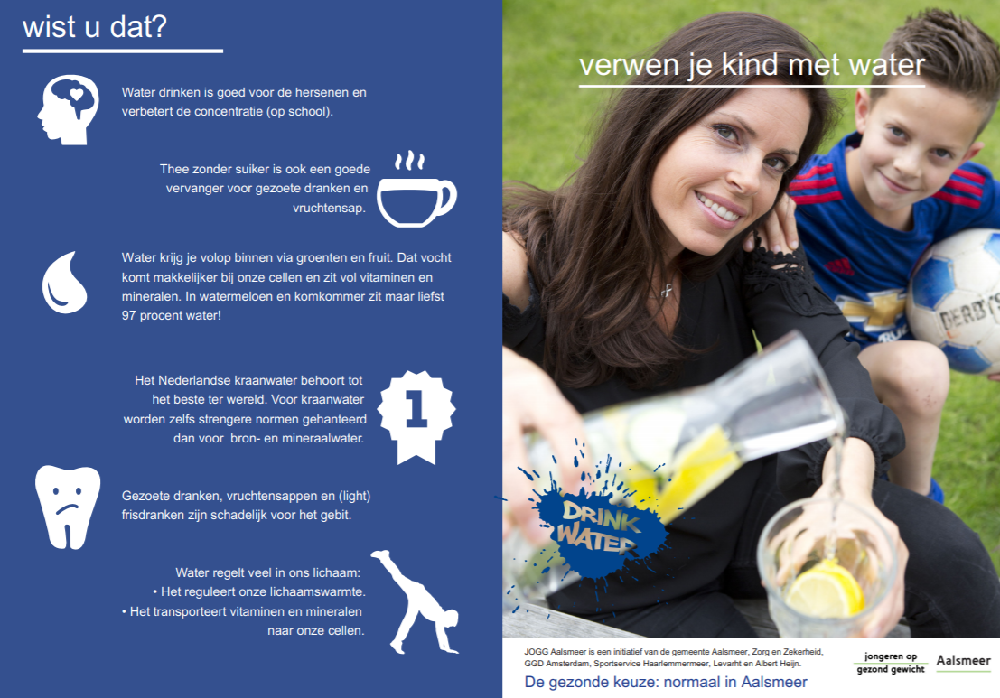 wist u dat?
Water drinken is goed voor de hersenen en
verbetert de concentratie (op school).
Thee zonder suiker is ook een goede
vervanger voor gezoete dranken en
vruchtensap.
Water krijg je volop binnen via groenten en fruit. Dat vocht
komt makkelijker bij onze cellen en zit vol vitaminen en
mineralen. In watermeloen en komkommer zit maar liefst
97 procent water!
Het Nederlandse kraanwater behoort tot
het beste ter wereld. Voor kraanwater
worden zelfs strengere normen gehanteerd
dan voor bron- en mineraalwater.
1
Gezoete dranken, vruchtensappen en (light)
frisdranken zijn schadelijk voor het gebit.
Water regelt veel in ons lichaam:
• Het reguleert onze lichaamswarmte.
• Het transporteert vitaminen en mineralen
naar onze cellen.
verwen je kind met water
DERBYS
DRINK
WATER
JOGG Aalsmeer is een initiatief van de gemeente Aalsmeer, Zorg en Zekerheid,
GGD Amsterdam, Sportservice Haarlemmermeer, Levarht en Albert Heijn.
De gezonde keuze: normaal in Aalsmeer
jongeren op
gezond gewicht
Aalsmeer